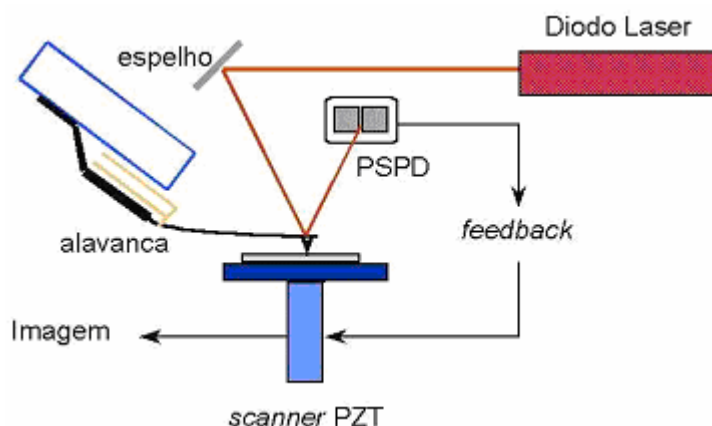 Diodo Laser
espelho
PSPD
feedback
alavanca
Imagem
scanner PZT